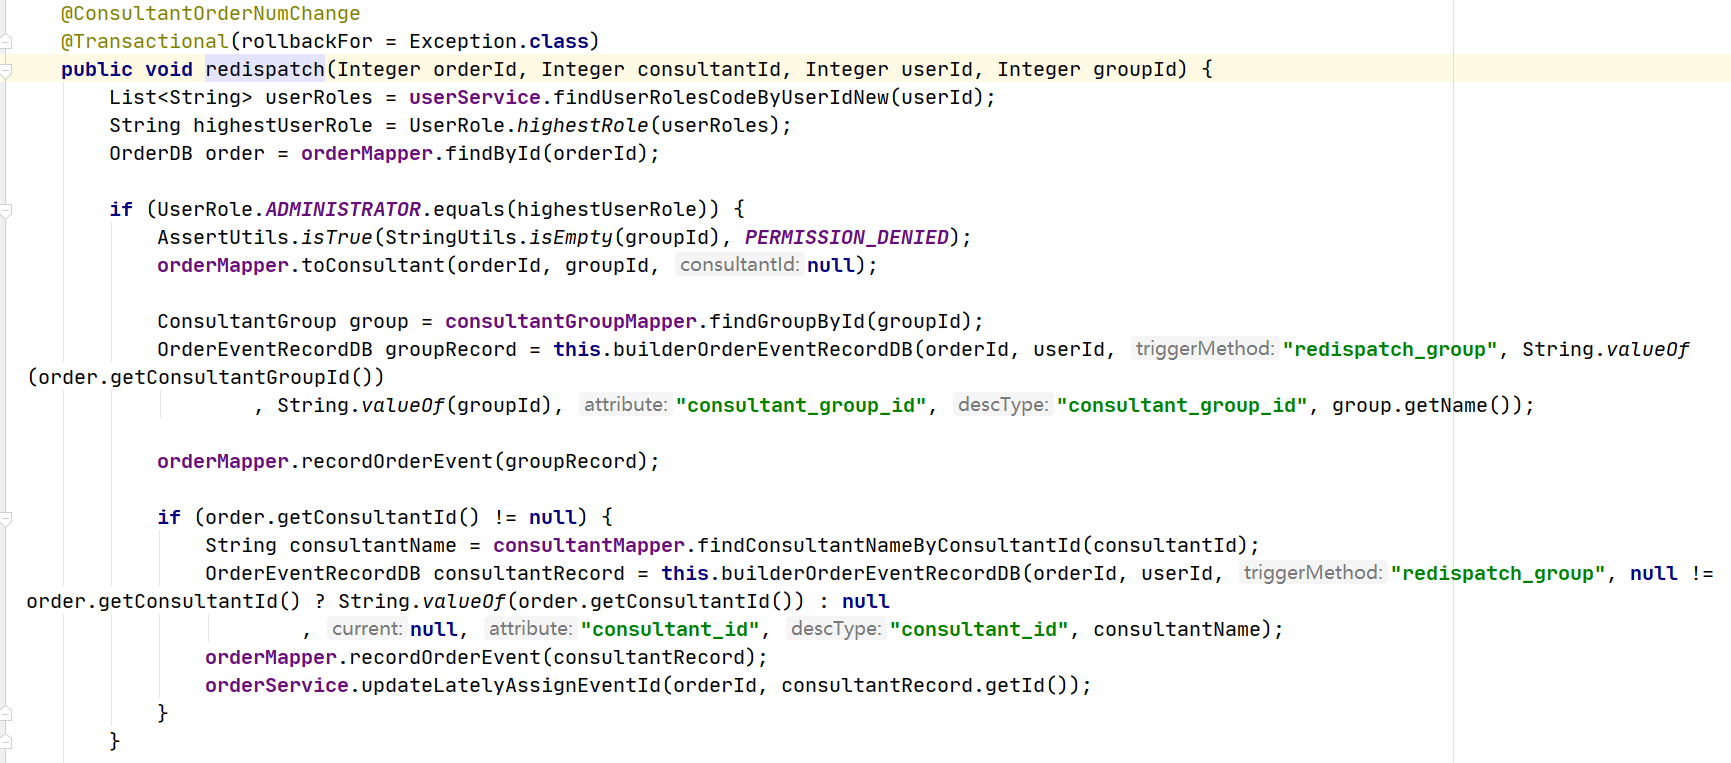 @ConsultantOrderNumChange
@Transactional(rollbackFor = Exception.class)
public void redispatch(Integer orderId, Integer consultantId, Integer userId, Integer groupId) {
List<String> userRoles = userService.findUserRolesCodeByUserIdNew(userId);
String highestUserRole = UserRole.highestRole(userRoles);
OrderDB order = orderMapper.findById(orderId);
if (UserRole.ADMINISTRATOR.equals(highestUserRole)) {
AssertUtils.isTrue(StringUtils.isEmpty(groupId), PERMISSION_DENIED);
orderMapper.toConsultant(orderId, groupId, consultantId: null);
ConsultantGroup group = consultantGroupMapper.findGroupById(groupId);
OrderEventRecordDB groupRecord = this.builderOrderEventRecordDB(orderId, userId, triggerMethod: "redispatch_group", String.valueOf
(order.getConsultantGroupId())
, String.valueOf(groupId), attribute: "consultant_group_id", descType: "consultant_group_id", group.getName());
orderMapper.recordOrderEvent(groupRecord);
if (order.getConsultantId() != null) {
String consultantName = consultantMapper.findConsultantNameByConsultantId(consultantId);
OrderEventRecordDB consultantRecord = this.builderOrderEventRecordDB(orderId, userId, triggerMethod: "redispatch_group", null !=
order.getConsultantId() ? String.valueOf(order.getConsultantId()) : null
, current: null, attribute: "consultant_id", descType: "consultant_id", consultantName);
orderMapper.recordOrderEvent(consultantRecord);
orderService.updateLatelyAssignEventId(orderId, consultantRecord.getId());
}
}